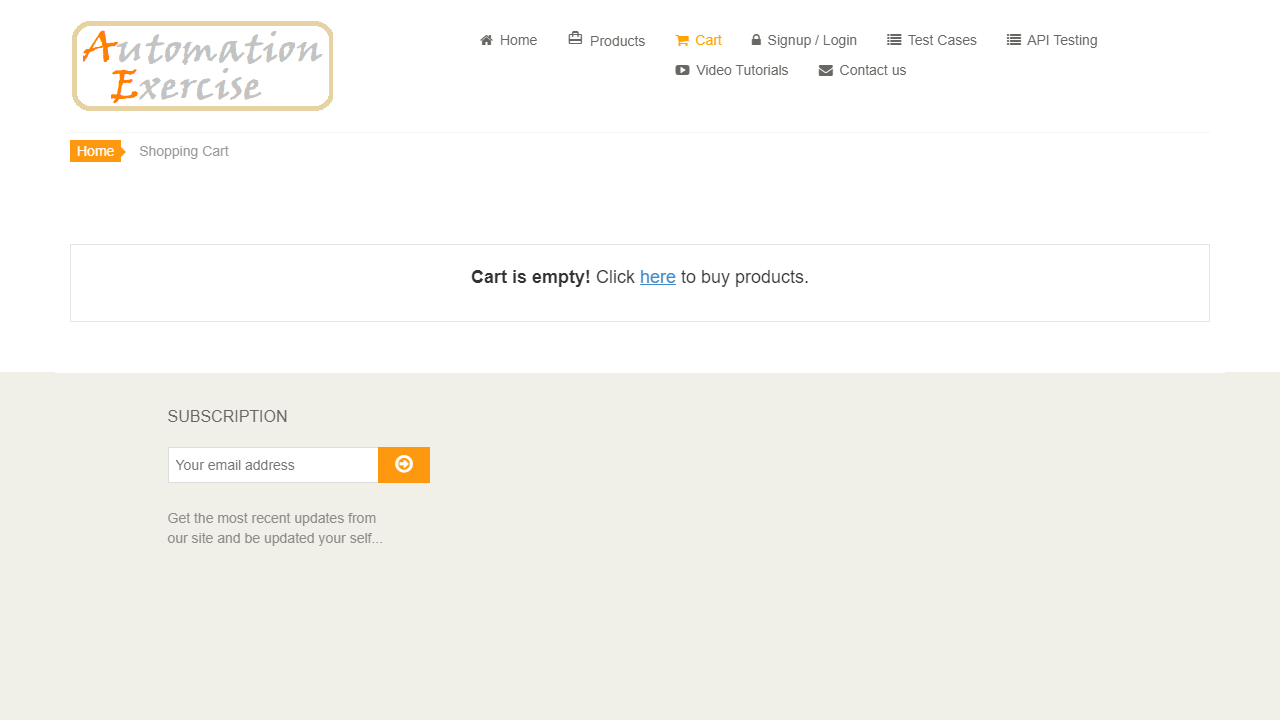 Automation
Exercise
Home
Products
Cart
Signup / Login
Test Cases
API Testing
Video Tutorials
Contact us
Home
Shopping Cart
Cart is empty! Click here to buy products.
SUBSCRIPTION
Your email address
Get the most recent updates from
our site and be updated your self...